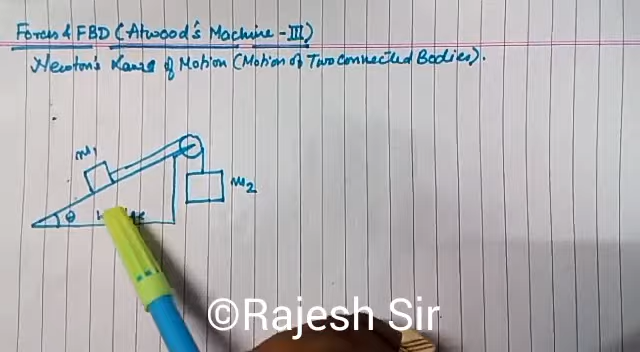 Forces & FBD (Atwood's Machine - III)
Newton's Laws of Motion (Motion of Two connected Bodies).
m1
m2
θ
©Rajesh Sir